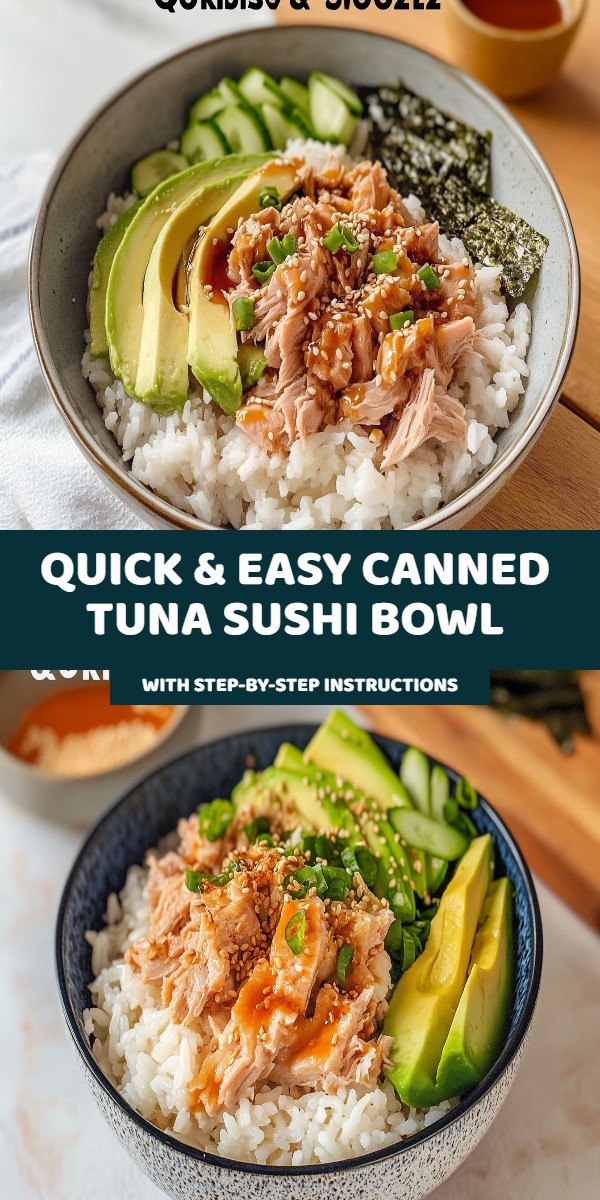 QUICK & EASY CANNED
TUNA SUSHI BOWL
WITH STEP-BY-STEP INSTRUCTIONS